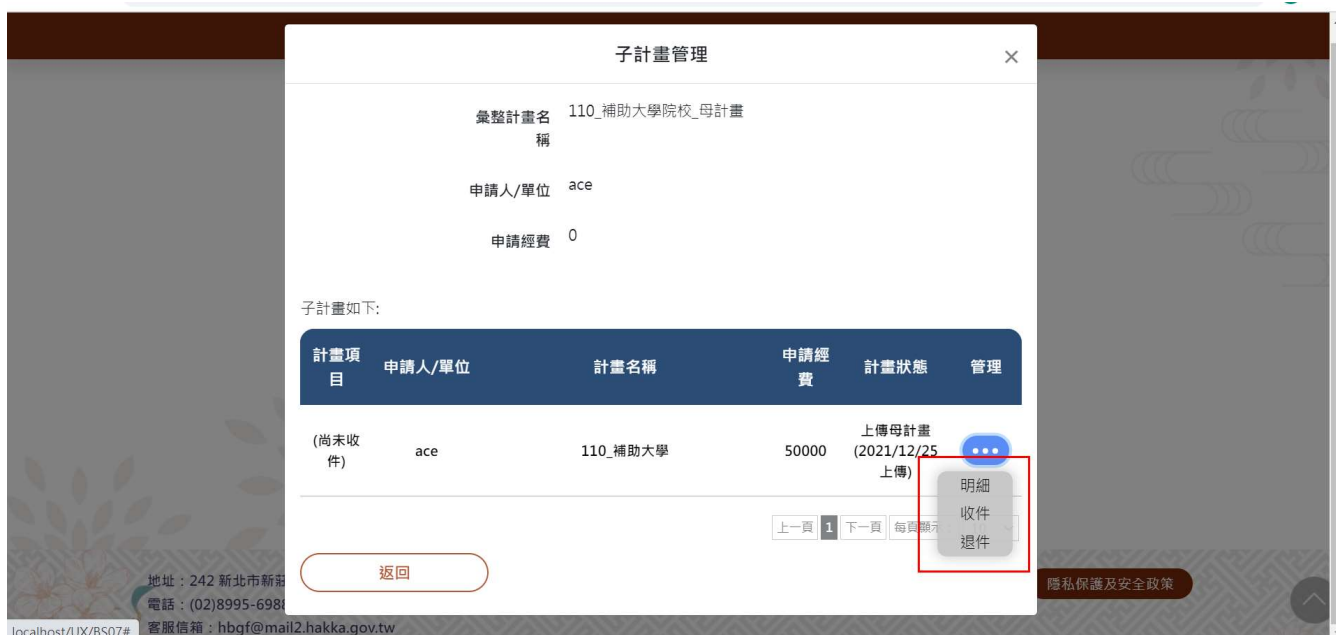 子計畫管理
×
彙整計畫名
稱
110_補助大學院校_母計畫
申請人/單位
ace
申請經費
0
子計畫如下:
計畫項
目
申請人/單位
計畫名稱
申請經
費
計畫狀態
管理
(尚未收
件)
ace
110_補助大學
50000
上傳母計畫
(2021/12/25
上傳)
明細
收件
退件
上一頁 1 下一頁 每頁顯示
返回
地址：242 新北市新莊
電話：(02)8995-698
客服信箱：hbgf@mail2.hakka.gov.tw
隱私保護及安全政策
localhost/UX/BS07#